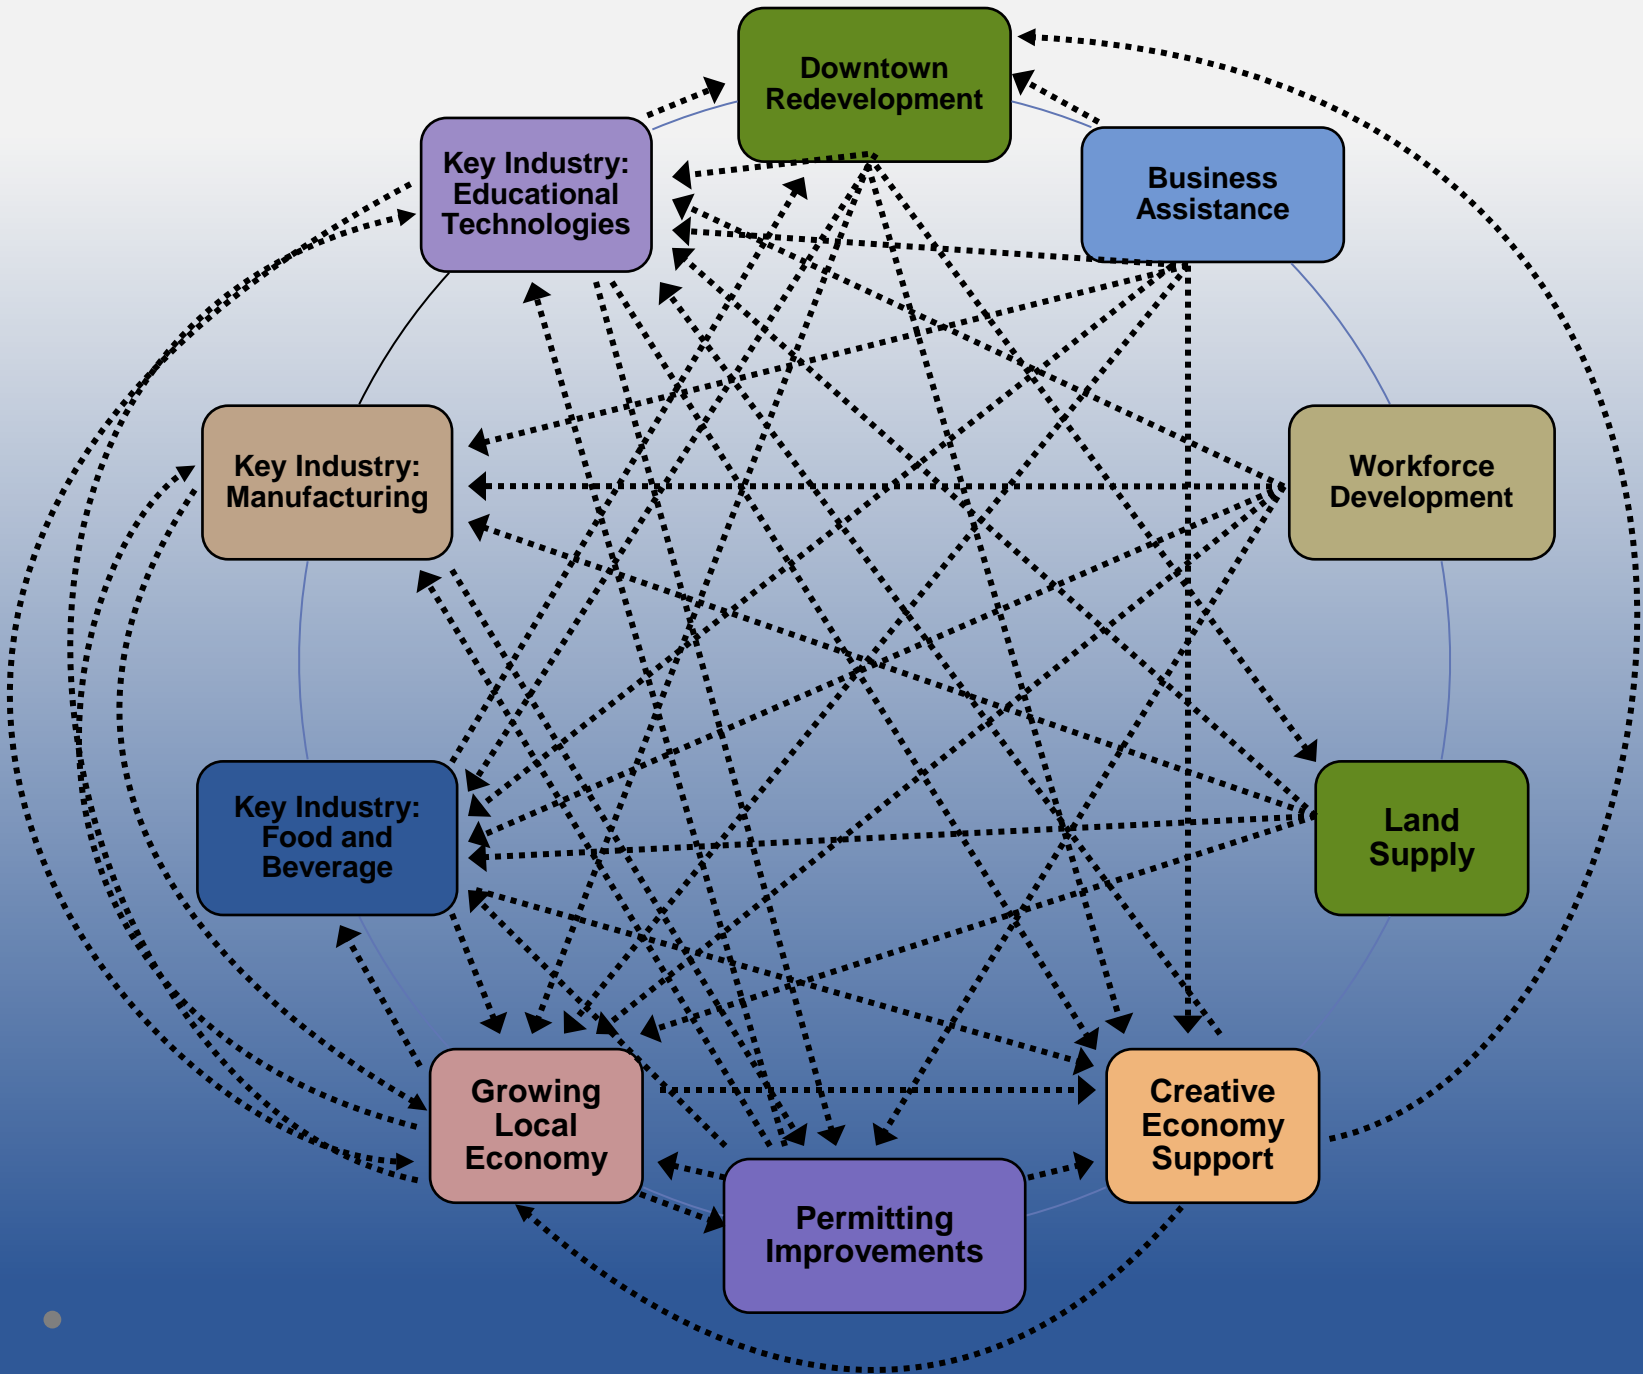 Downtown
Redevelopment
Key Industry:
Educational
Technologies
Business
Assistance
Key Industry:
Manufacturing
Workforce
Development
Key Industry:
Food and
Beverage
Land
Supply
Growing
Local
Economy
Creative
Economy
Support
Permitting
Improvements